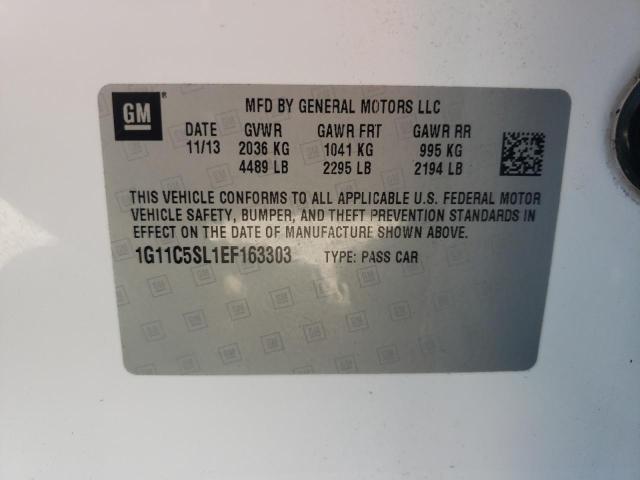 GM
MFD BY GENERAL MOTORS LLC
DATE GVWR GAWR FRT GAWR RR
11/13 2036 KG 1041 KG 995 KG
4489 LB 2295 LB 2194 LB
THIS VEHICLE CONFORMS TO ALL APPLICABLE U.S. FEDERAL MOTOR
VEHICLE SAFETY, BUMPER, AND THEFT PREVENTION STANDARDS IN
EFFECT ON THE DATE OF MANUFACTURE SHOWN ABOVE.
1G11C5SL1EF163303 TYPE: PASS CAR